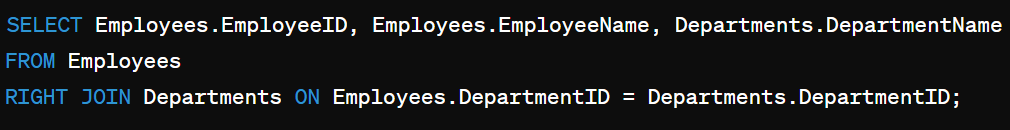 SELECT Employees.EmployeeID, Employees.EmployeeName, Departments.DepartmentName
FROM Employees
RIGHT JOIN Departments ON Employees.DepartmentID = Departments.DepartmentID;